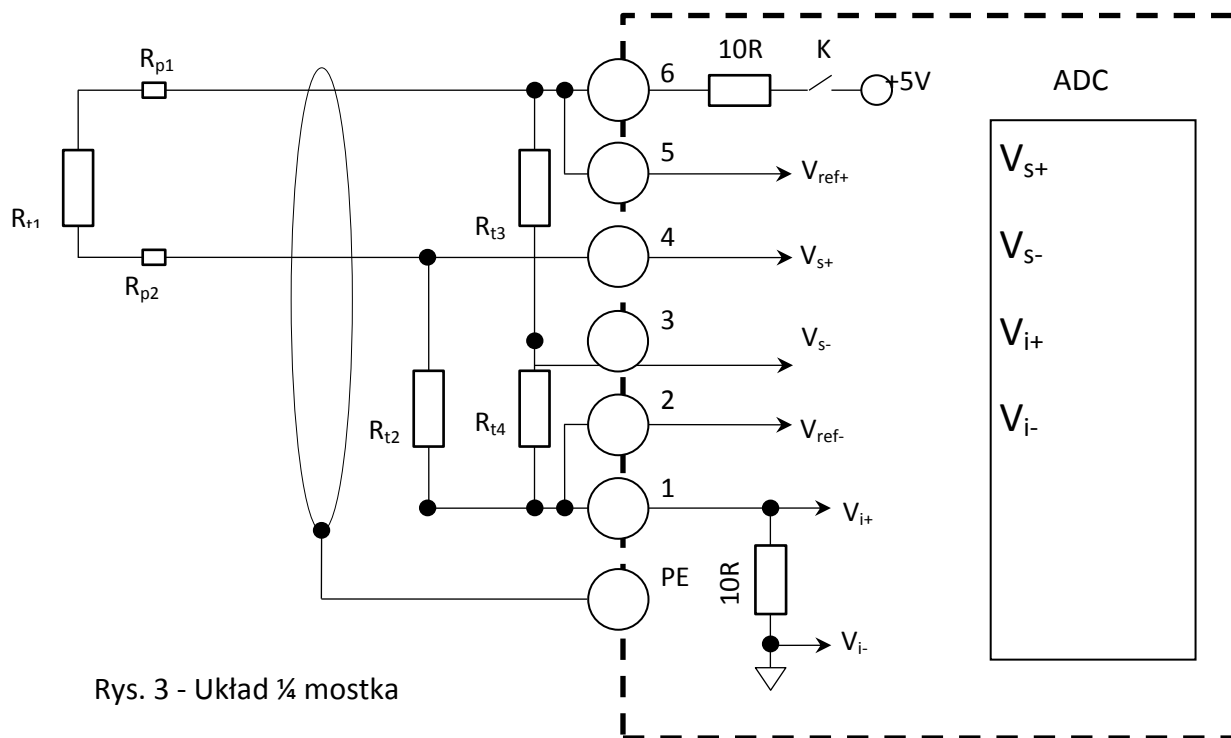 10R
K
+5V
ADC
Rp1
6
5
Vref+
Vs+
Rt1
Rt3
4
Vs+
Vs-
Rp2
3
Vs-
Vi+
Rt2
Rt4
2
Vref-
Vi-
1
Vi+
PE
10R
Vi-
Rys. 3 - Układ ¼ mostka